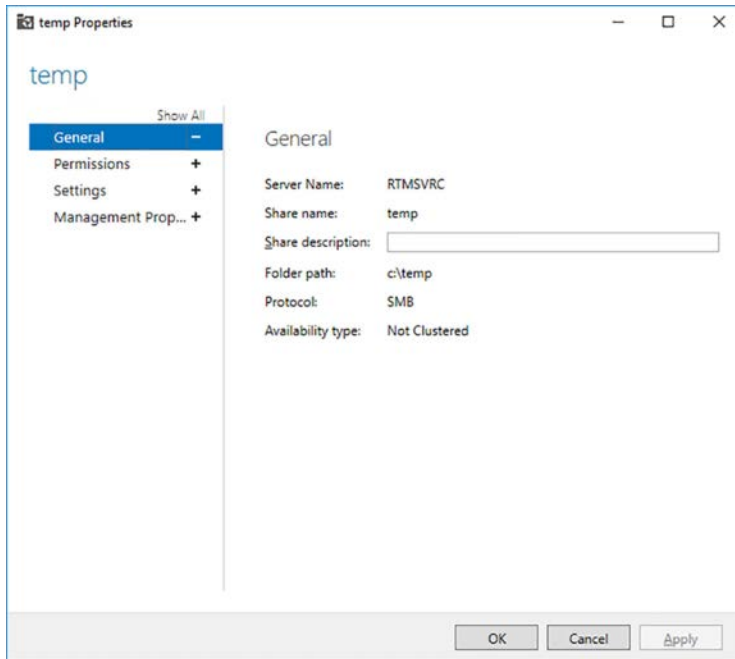 temp Properties
temp
Show All
General
Permissions
Settings
Management Prop...
General
Server Name: RTMSVRC
Share name: temp
Share description:
Folder path: c:\temp
Protocol: SMB
Availability type: Not Clustered
OK Cancel Apply